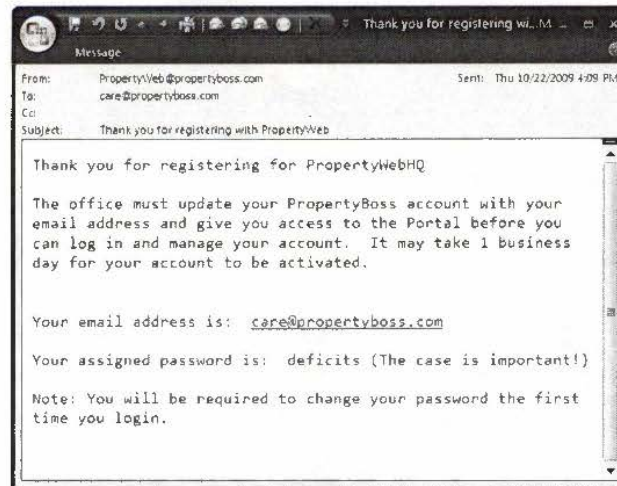 Thank you for registering wi... M
Message
From: PropertyWeb@propertyboss.com Sent: Thu 10/22/2009 4:09 PM
To: care@propertyboss.com
Cc:
Subject: Thank you for registering with PropertyWeb
Thank you for registering for PropertyWebHQ
The office must update your PropertyBoss account with your
email address and give you access to the Portal before you
can log in and manage your account. It may take 1 business
day for your account to be activated.
Your email address is: care@propertyboss.com
Your assigned password is: deficits (The case is important!)
Note: You will be required to change your password the first
time you login.